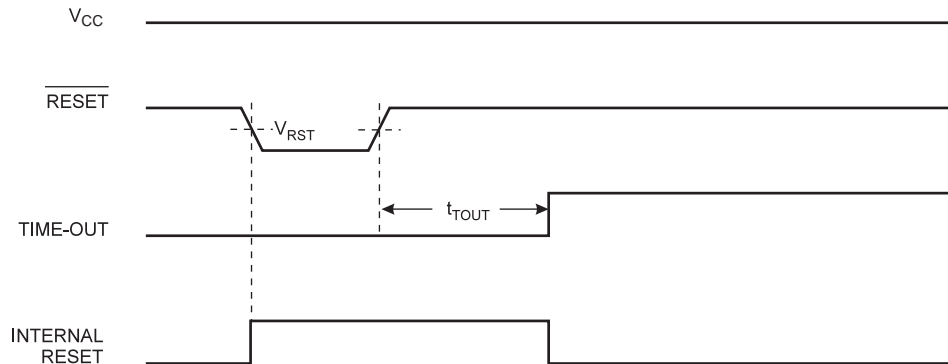 VCC
RESET
VRST
tTOUT
TIME-OUT
INTERNAL
RESET